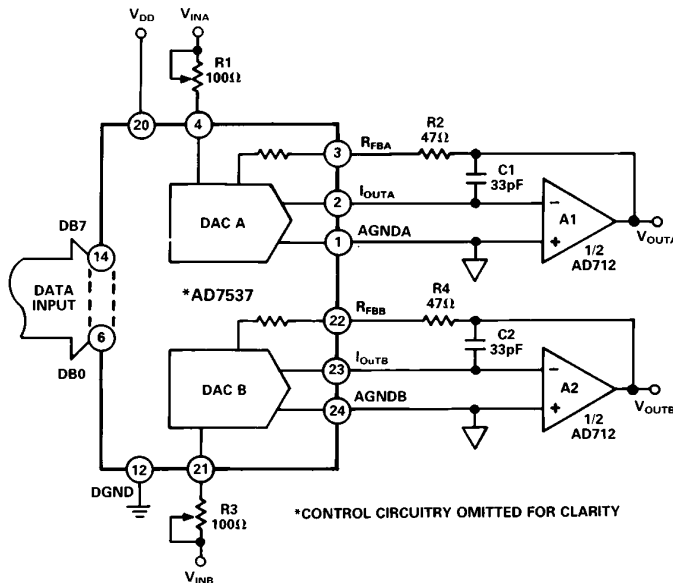 VDD
VINA
R1
100Ω
20
4
3
RFBA
R2
47Ω
C1
33pF
2
IOUTA
DAC A
1
AGNDA
A1
1/2
AD712
VOUTA
DB7
14
DATA
INPUT
6
DB0
*AD7537
22
RFBB
R4
47Ω
C2
33pF
23
IOuTB
DAC B
24
AGNDB
A2
1/2
AD712
VOUTB
12
21
DGND
R3
100Ω
VINB
*CONTROL CIRCUITRY OMITTED FOR CLARITY